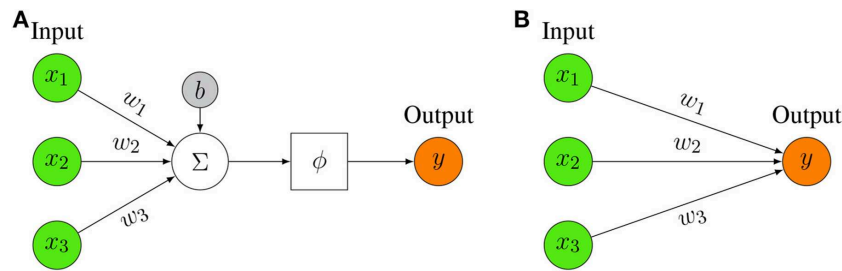 A
Input
x₁
w₁
b
x₂
w₂
Σ
ϕ
Output
y
x₃
w₃
B
Input
x₁
w₁
x₂
w₂
Output
y
x₃
w₃